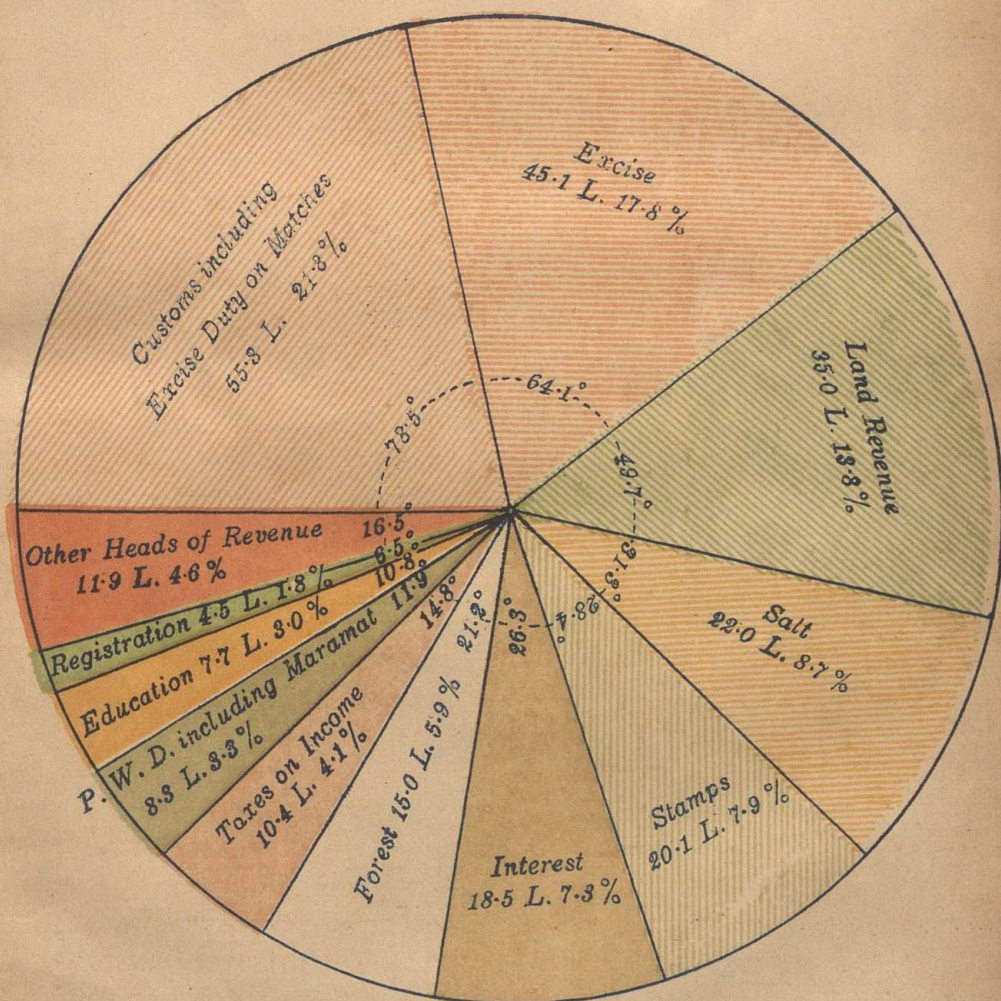 Customs including
Excise Duty on Matches
55·3 L. 21·8%
Excise
45·1 L. 17·8%
Land Revenue
35·0 L. 13·8%
Salt
22·0 L. 8·7%
Stamps
20·1 L. 7·9%
Interest
18·5 L. 7·3%
Forest 15·0 L. 5·9%
Taxes on Income
10·4 L. 4·1%
P. W. D. including Maramat
8·3 L. 3·3%
Education 7·7 L. 3·0%
Registration 4·5 L. 1·8%
Other Heads of Revenue
11·9 L. 4·6%
78·5°
64·1°
49·7°
31·3°
28·4°
26·3°
21·2°
14·8°
11·9
10·8°
6·5°
16·5°